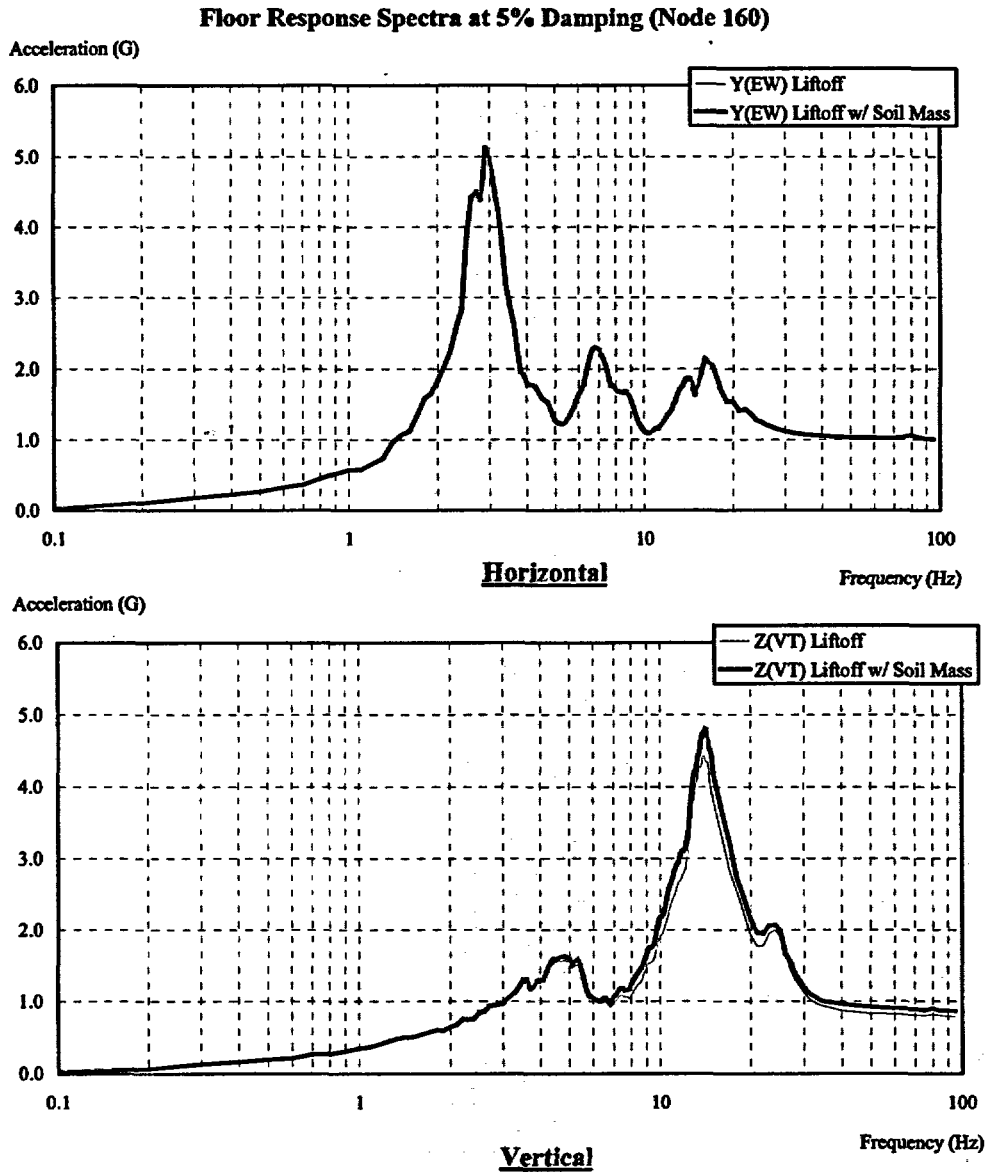 Floor Response Spectra at 5% Damping (Node 160)
Acceleration (G)
Y(EW) Liftoff
Y(EW) Liftoff w/ Soil Mass
6.0
5.0
4.0
3.0
2.0
1.0
0.0
0.1 1 10 100
Horizontal
Frequency (Hz)
Acceleration (G)
Z(VT) Liftoff
Z(VT) Liftoff w/ Soil Mass
6.0
5.0
4.0
3.0
2.0
1.0
0.0
0.1 1 10 100
Frequency (Hz)
Vertical